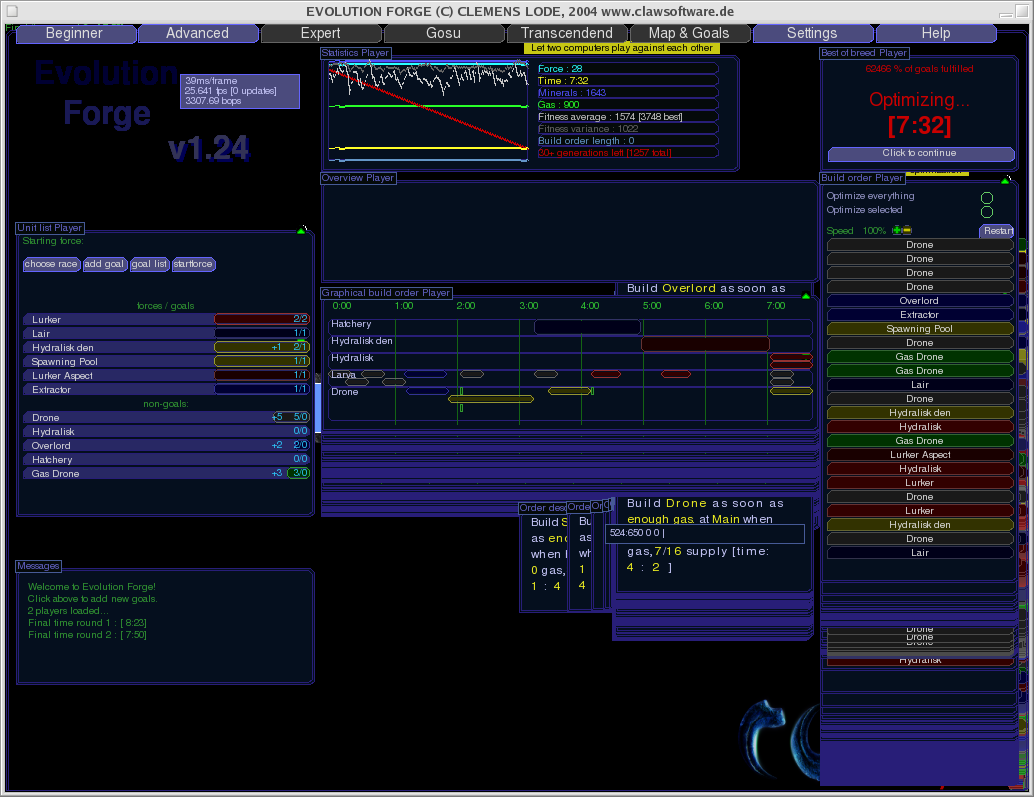 EVOLUTION FORGE (C) CLEMENS LODE, 2004 www.clawsoftware.de
Beginner
Advanced
Expert
Gosu
Transcendend
Map & Goals
Settings
Help
Let two computers play against each other
Evolution
Forge
v1.24
39ms/frame
25.641 fps [0 updates]
3307.69 bops
Statistics Player
Force : 28
Time : 7:32
Minerals : 1643
Gas : 900
Fitness average : 1574 [3748 best]
Fitness variance : 1022
Build order length : 0
30+ generations left [1257 total]
Best of breed Player
62466 % of goals fulfilled
Optimizing...
[7:32]
Click to continue
Overview Player
Build order Player
Optimize everything
Optimize selected
Speed 100%
Restart
Drone
Drone
Drone
Drone
Overlord
Extractor
Spawning Pool
Drone
Gas Drone
Gas Drone
Lair
Drone
Hydralisk den
Hydralisk
Gas Drone
Lurker Aspect
Hydralisk
Lurker
Drone
Lurker
Hydralisk den
Drone
Lair
Drone
Drone
Drone
Hydralisk
Unit list Player
Starting force:
choose race
add goal
goal list
startforce
forces / goals
Lurker 2/2
Lair 1/1
Hydralisk den +1 2/1
Spawning Pool 1/1
Lurker Aspect 1/1
Extractor 1/1
non-goals:
Drone +5 5/0
Hydralisk 0/0
Overlord +2 2/0
Hatchery 0/0
Gas Drone +3 3/0
Build Overlord as soon as
Graphical build order Player
0:00 1:00 2:00 3:00 4:00 5:00 6:00 7:00
Hatchery
Hydralisk den
Hydralisk
Larva
Drone
Build Drone as soon as
enough gas, at Main when
524:650 0 0 |
gas,7/16 supply [time:
4 : 2 ]
Order des
Orde
Or
Build S
as eno
when
0 gas,
1 : 4
Bu
as
wh
1
4
Messages
Welcome to Evolution Forge!
Click above to add new goals.
2 players loaded...
Final time round 1 : [ 8:23]
Final time round 2 : [ 7:50]